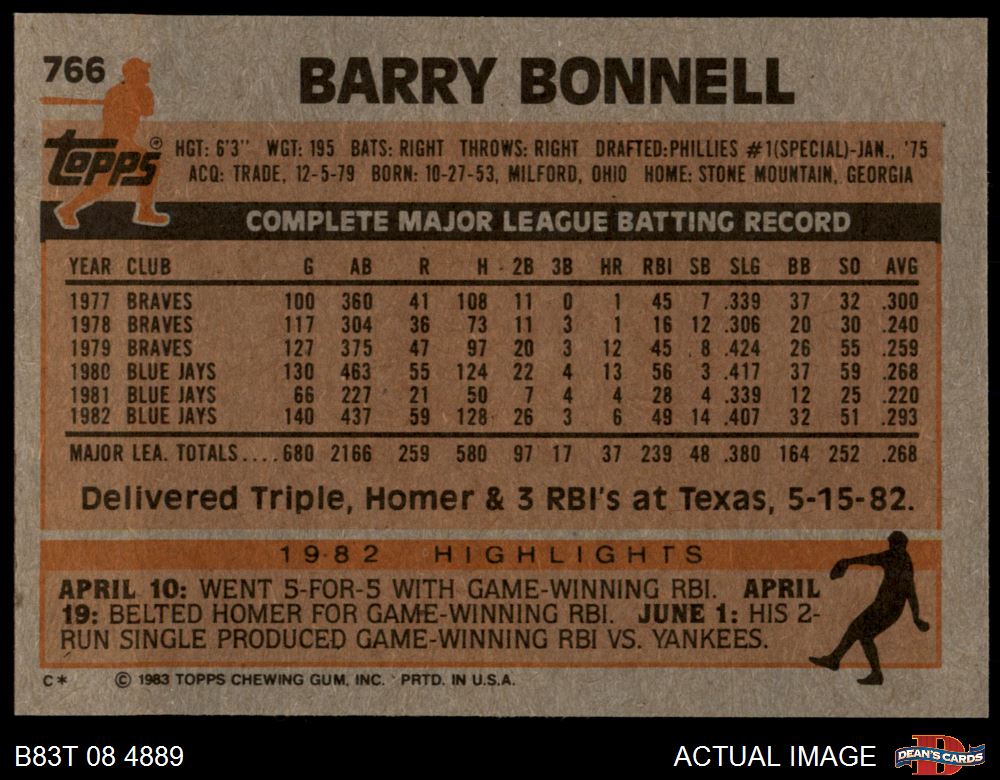 766
BARRY BONNELL
TOPPS®
HGT: 6'3" WGT: 195 BATS: RIGHT THROWS: RIGHT DRAFTED:PHILLIES #1(SPECIAL)-JAN., '75
ACQ: TRADE, 12-5-79 BORN: 10-27-53, MILFORD, OHIO HOME: STONE MOUNTAIN, GEORGIA
COMPLETE MAJOR LEAGUE BATTING RECORD
YEAR CLUB G AB R H 2B 3B HR RBI SB SLG BB SO AVG
1977 BRAVES 100 360 41 108 11 0 1 45 7 .339 37 32 .300
1978 BRAVES 117 304 36 73 11 3 1 16 12 .306 20 30 .240
1979 BRAVES 127 375 47 97 20 3 12 45 8 .424 26 55 .259
1980 BLUE JAYS 130 463 55 124 22 4 13 56 3 .417 37 59 .268
1981 BLUE JAYS 66 227 21 50 7 4 4 28 4 .339 12 25 .220
1982 BLUE JAYS 140 437 59 128 26 3 6 49 14 .407 32 51 .293
MAJOR LEA. TOTALS....680 2166 259 580 97 17 37 239 48 .380 164 252 .268
Delivered Triple, Homer & 3 RBI's at Texas, 5-15-82.
1982 HIGHLIGHTS
APRIL 10: WENT 5-FOR-5 WITH GAME-WINNING RBI. APRIL
19: BELTED HOMER FOR GAME-WINNING RBI. JUNE 1: HIS 2-
RUN SINGLE PRODUCED GAME-WINNING RBI VS. YANKEES.
C* © 1983 TOPPS CHEWING GUM, INC. PRTD. IN U.S.A.
B83T 08 4889
ACTUAL IMAGE
D
DEAN'S CARDS